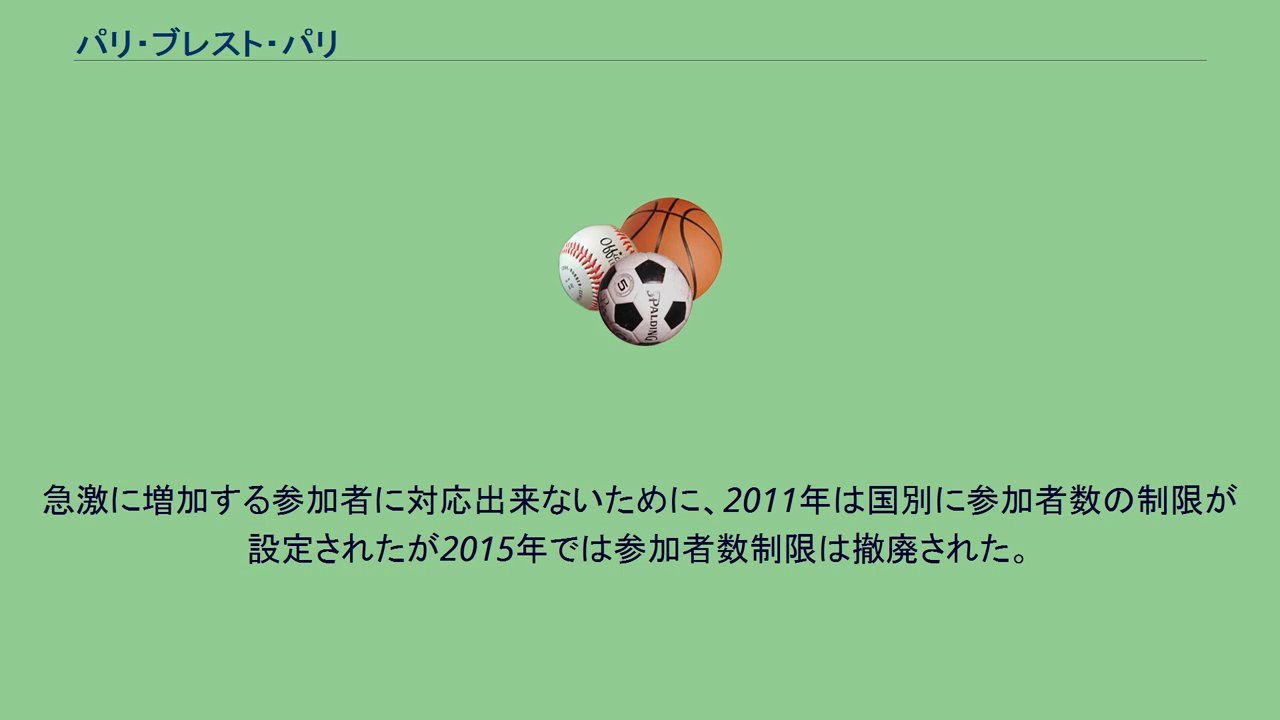 パリ・ブレスト・パリ
Offic
5
SPALDING
急激に増加する参加者に対応出来ないために、2011年は国別に参加者数の制限が
設定されたが2015年では参加者数制限は撤廃された。